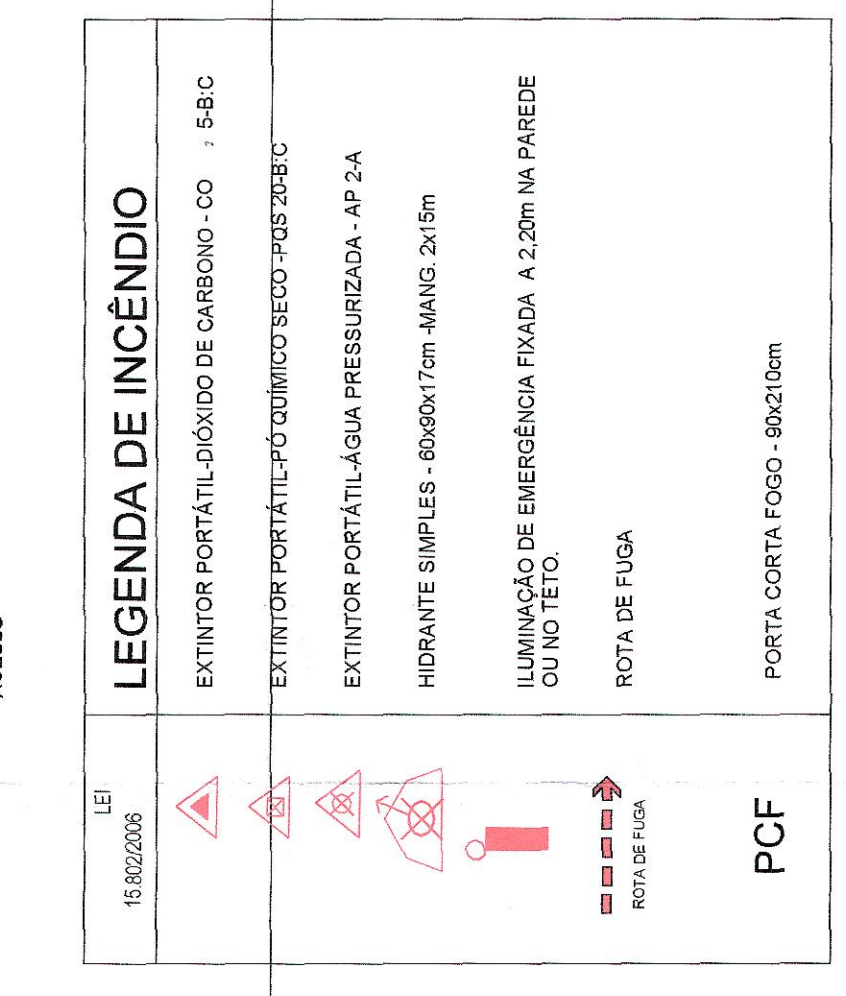 LEI
15.802/2006
LEGENDA DE INCÊNDIO
EXTINTOR PORTÁTIL-DIÓXIDO DE CARBONO - CO ₂ 5-B:C
EXTINTOR PORTÁTIL-PÓ QUÍMICO SECO -PQS 20-B:C
EXTINTOR PORTÁTIL-ÁGUA PRESSURIZADA - AP 2-A
HIDRANTE SIMPLES - 60x90x17cm -MANG. 2x15m
ILUMINAÇÃO DE EMERGÊNCIA FIXADA A 2,20m NA PAREDE
OU NO TETO.
ROTA DE FUGA
ROTA DE FUGA
PCF
PORTA CORTA FOGO - 90x210cm